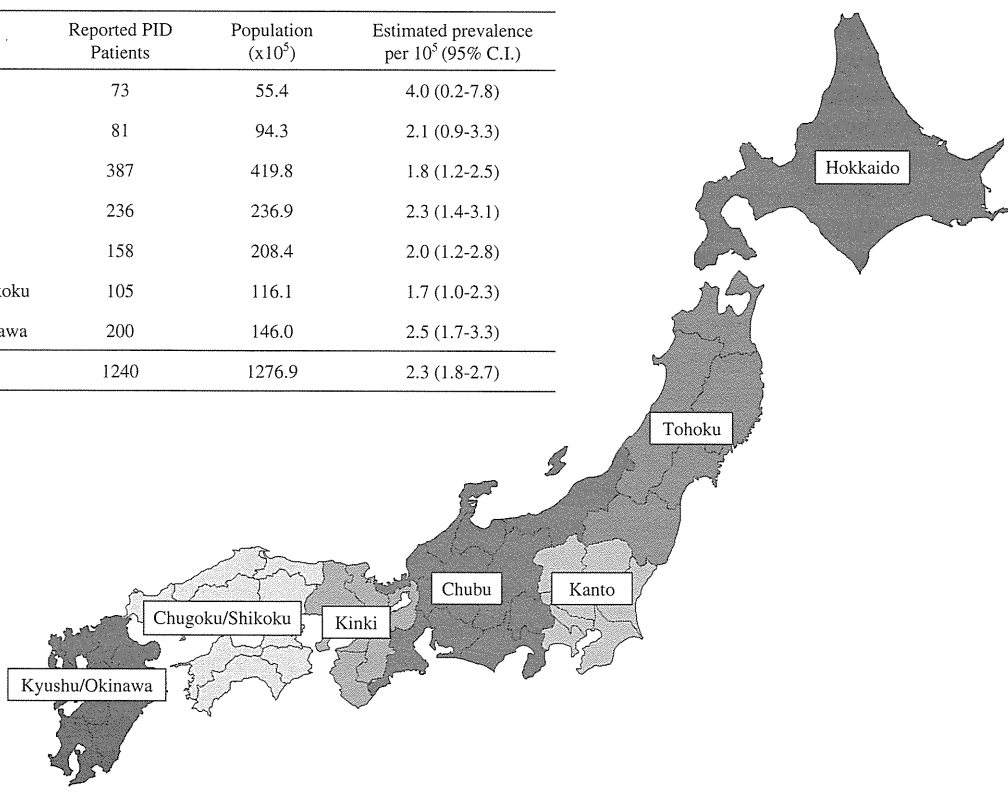 Reported PID Patients Population (x10⁵) Estimated prevalence per 10⁵ (95% C.I.)
73 55.4 4.0 (0.2-7.8)
81 94.3 2.1 (0.9-3.3)
387 419.8 1.8 (1.2-2.5)
236 236.9 2.3 (1.4-3.1)
158 208.4 2.0 (1.2-2.8)
oku 105 116.1 1.7 (1.0-2.3)
awa 200 146.0 2.5 (1.7-3.3)
1240 1276.9 2.3 (1.8-2.7)
Hokkaido
Tohoku
Chubu
Kanto
Chugoku/Shikoku
Kinki
Kyushu/Okinawa